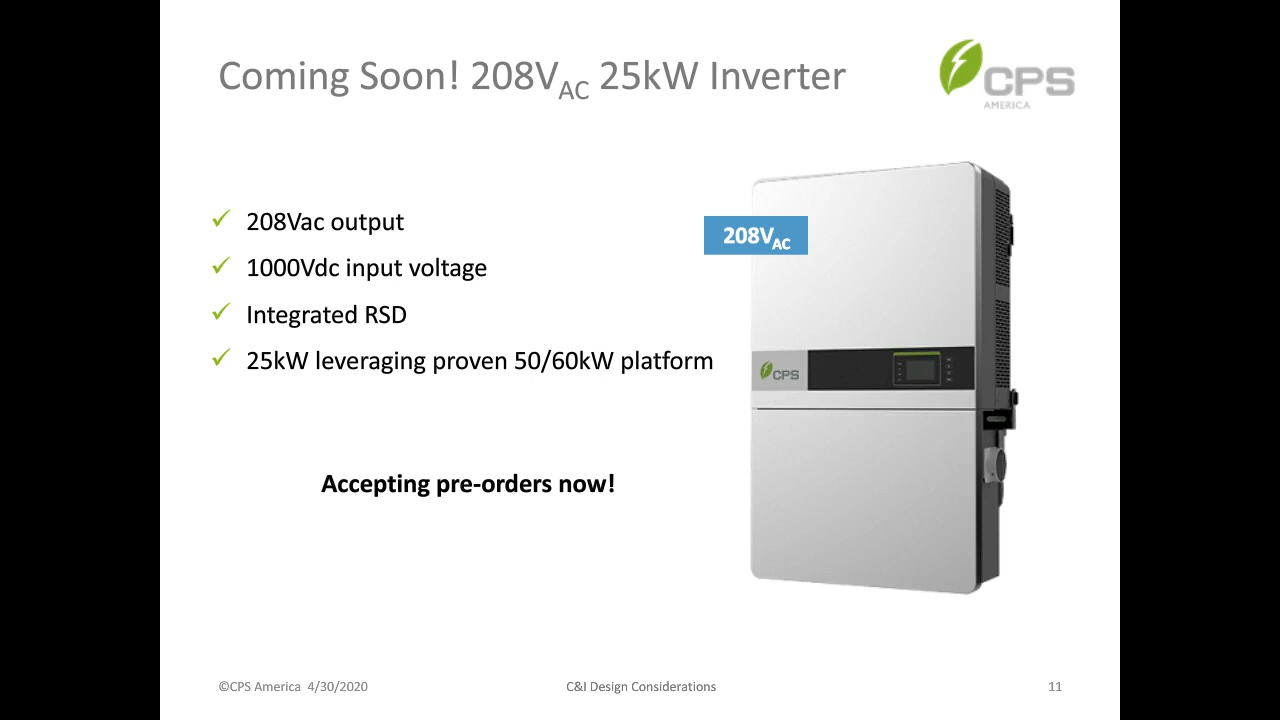 Coming Soon! 208VAC 25kW Inverter
CPS
AMERICA
208Vac output
1000Vdc input voltage
Integrated RSD
25kW leveraging proven 50/60kW platform
Accepting pre-orders now!
208VAC
CPS
©CPS America 4/30/2020
C&I Design Considerations
11